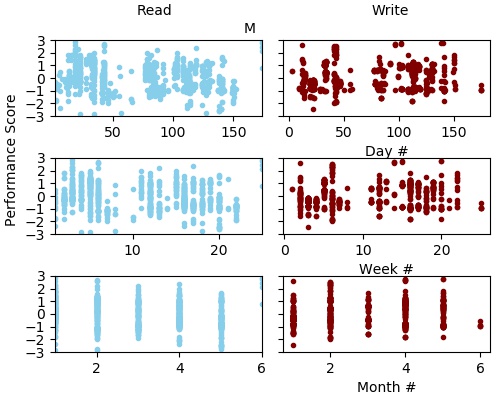 Read Write
M
3 2 1 0 −1 −2 −3
50 100 150 0 50 100 150
Day #
3 2 1 0 −1 −2 −3
Performance Score
10 20 0 10 20
Week #
3 2 1 0 −1 −2 −3
2 4 6 2 4 6
Month #